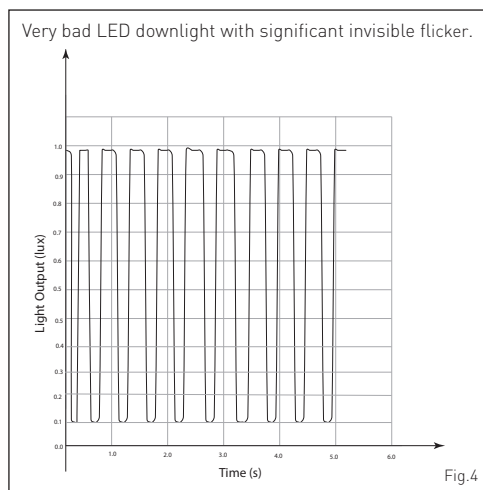 Very bad LED downlight with significant invisible flicker.
1.0
0.9
0.8
0.7
0.6
0.5
0.5
0.4
0.3
0.2
0.1
0.0
Light Output (lux)
1.0 2.0 3.0 4.0 5.0 6.0
Time (s)
Fig.4